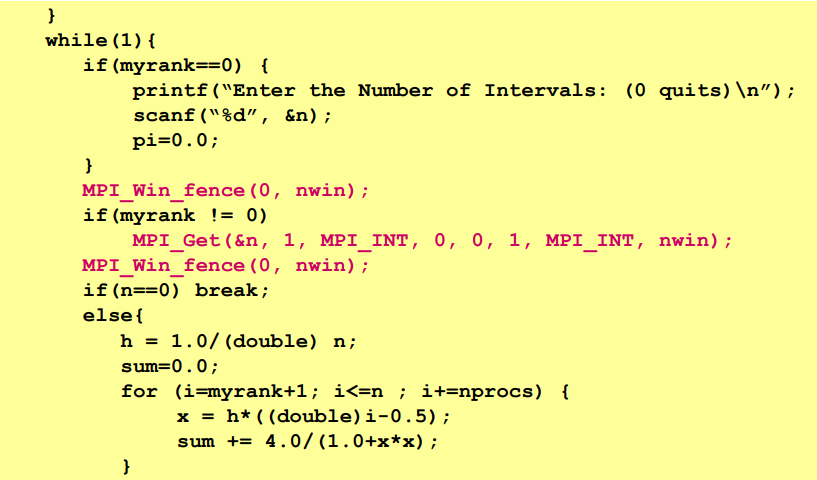 }
while(1){
if(myrank==0) {
printf(“Enter the Number of Intervals: (0 quits)\n”);
scanf(“%d”, &n);
pi=0.0;
}
MPI_Win_fence(0, nwin);
if(myrank != 0)
MPI_Get(&n, 1, MPI_INT, 0, 0, 1, MPI_INT, nwin);
MPI_Win_fence(0, nwin);
if(n==0) break;
else{
h = 1.0/(double) n;
sum=0.0;
for (i=myrank+1; i<=n ; i+=nprocs) {
x = h*((double)i-0.5);
sum += 4.0/(1.0+x*x);
}